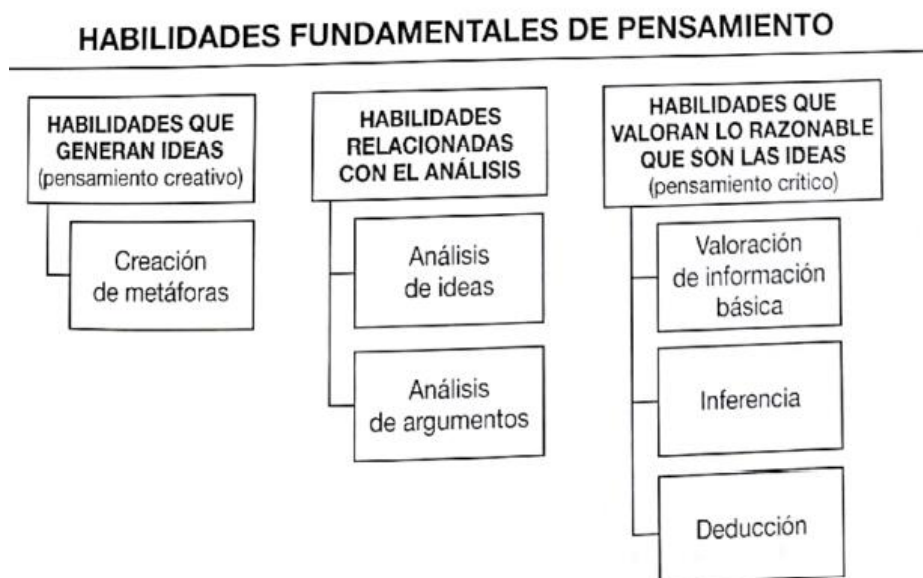 HABILIDADES FUNDAMENTALES DE PENSAMIENTO
HABILIDADES QUE
GENERAN IDEAS
(pensamiento creativo)
Creación
de metáforas
HABILIDADES
RELACIONADAS
CON EL ANÁLISIS
Análisis
de ideas
Análisis
de argumentos
HABILIDADES QUE
VALORAN LO RAZONABLE
QUE SON LAS IDEAS
(pensamiento crítico)
Valoración
de información
básica
Inferencia
Deducción